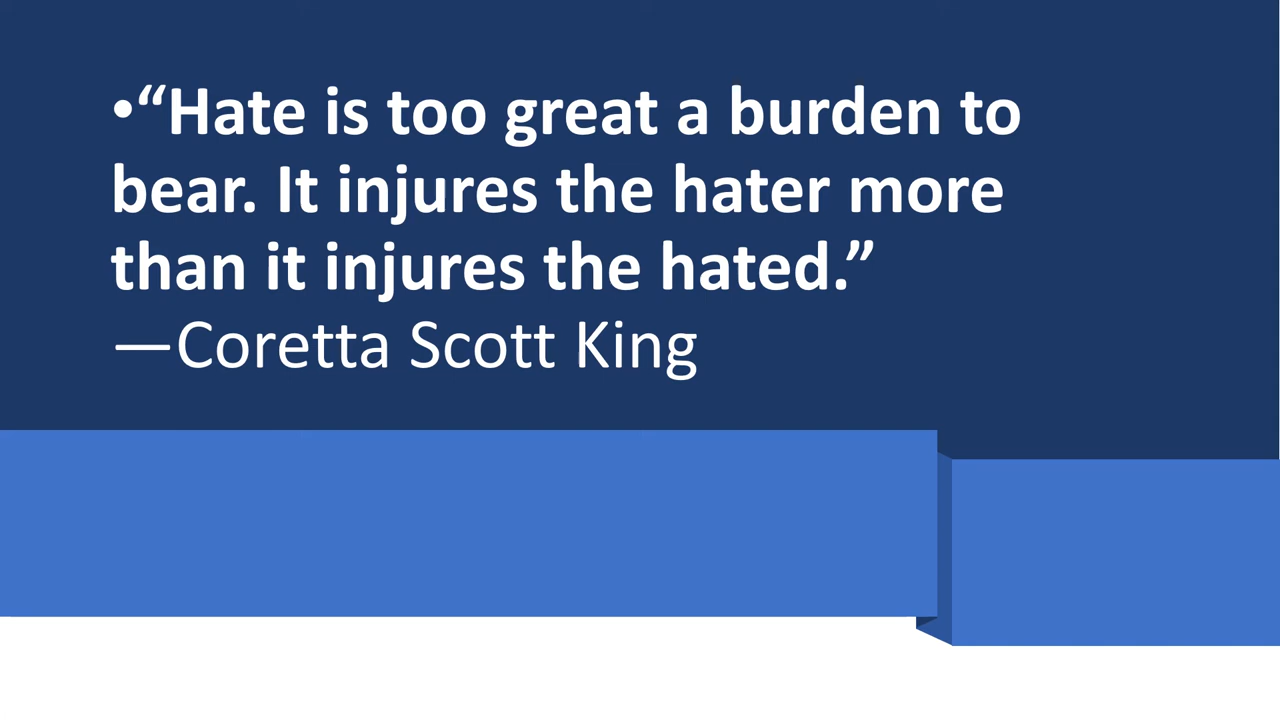 •“Hate is too great a burden to
bear. It injures the hater more
than it injures the hated.”
—Coretta Scott King